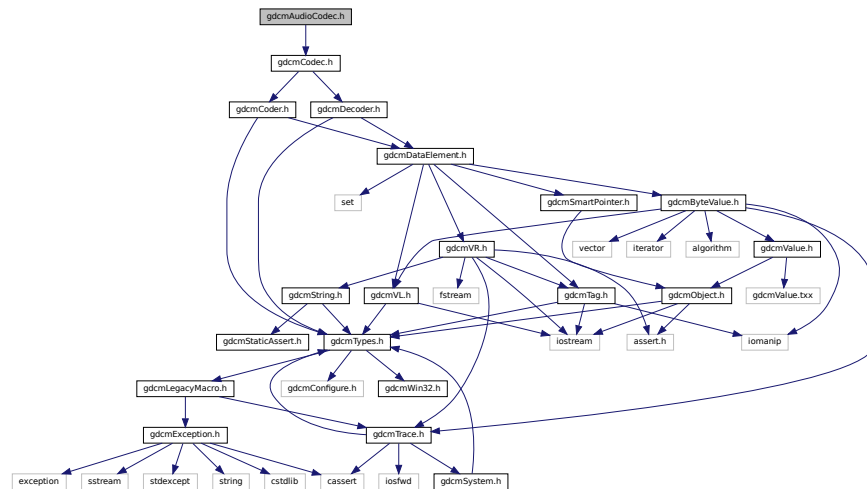 gdcmAudioCodec.h
gdcmCodec.h
gdcmCoder.h
gdcmDecoder.h
gdcmDataElement.h
set
gdcmSmartPointer.h
gdcmByteValue.h
gdcmVR.h
vector
iterator
algorithm
gdcmValue.h
gdcmString.h
gdcmVL.h
fstream
gdcmTag.h
gdcmObject.h
gdcmValue.txx
gdcmStaticAssert.h
gdcmTypes.h
iostream
assert.h
iomanip
gdcmLegacyMacro.h
gdcmConfigure.h
gdcmWin32.h
gdcmException.h
gdcmTrace.h
exception
sstream
stdexcept
string
cstdlib
cassert
iosfwd
gdcmSystem.h